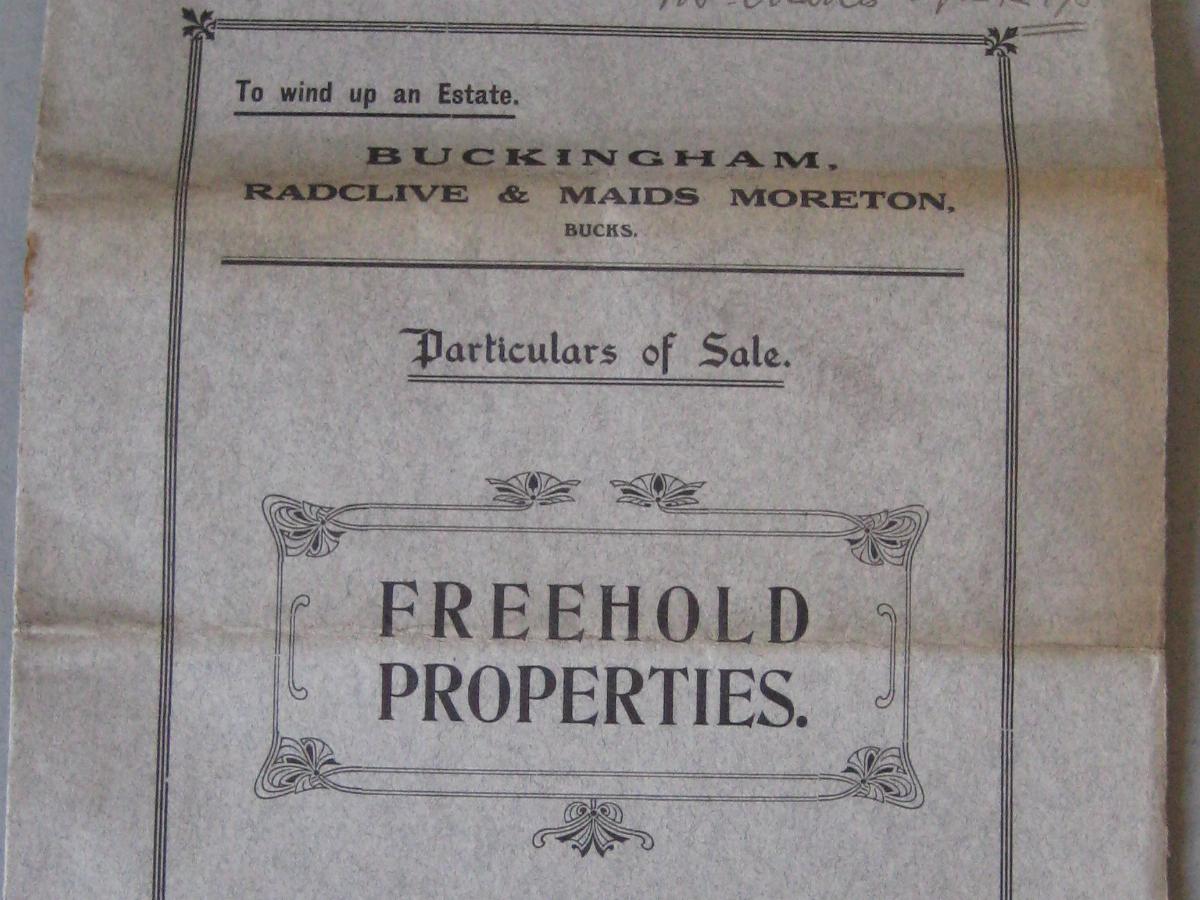 To wind up an Estate.
BUCKINGHAM,
RADCLIVE & MAIDS MORETON,
BUCKS.
Particulars of Sale.
FREEHOLD
PROPERTIES.